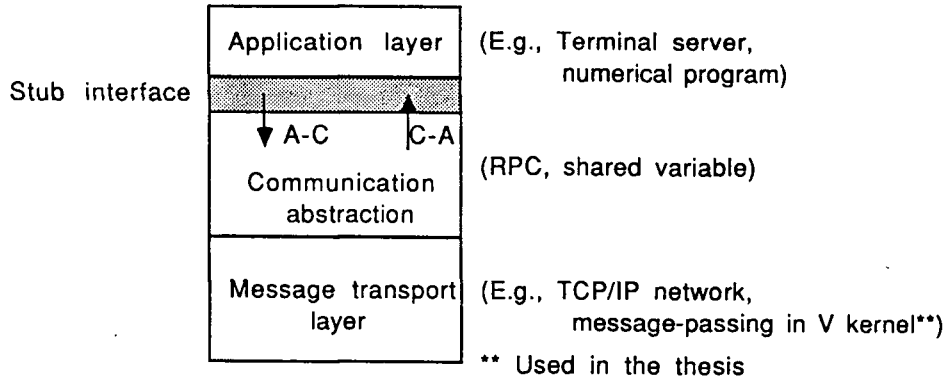 Application layer
(E.g., Terminal server,
numerical program)
Stub interface
A-C
C-A
Communication
abstraction
(RPC, shared variable)
Message transport
layer
(E.g., TCP/IP network,
message-passing in V kernel**)
** Used in the thesis